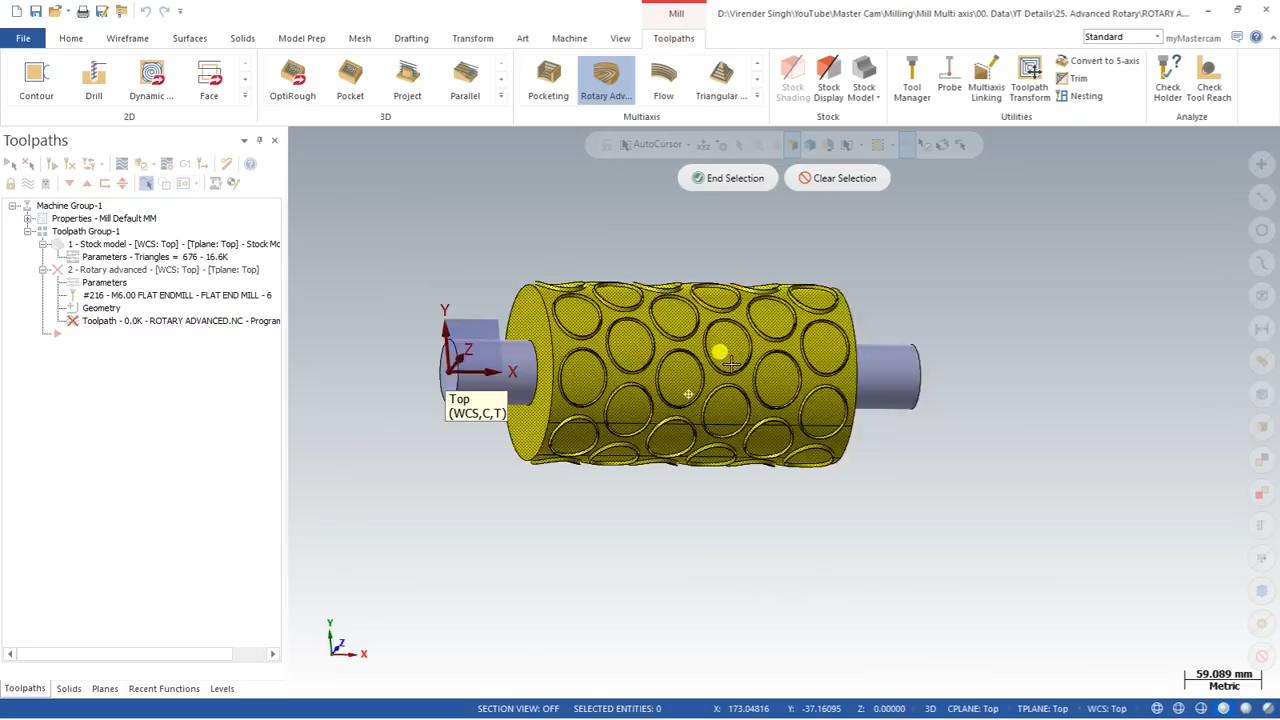 Mill
D:\Virender Singh\YouTube\Master Cam\Milling\Mill Multi axis\00. Data\YT Details\25. Advanced Rotary\ROTARY A...
File
Home
Wireframe
Surfaces
Solids
Model Prep
Mesh
Drafting
Transform
Art
Machine
View
Toolpaths
Standard
myMastercam
Contour
Drill
Dynamic ...
Face
OptiRough
Pocket
Project
Parallel
Pocketing
Rotary Adv...
Flow
Triangular ...
Stock Shading
Stock Display
Stock Model
Tool Manager
Probe
Multiaxis Linking
Toolpath Transform
Convert to 5-axis
Trim
Nesting
Check Holder
Check Tool Reach
2D
3D
Multiaxis
Stock
Utilities
Analyze
Toolpaths
AutoCursor
End Selection
Clear Selection
G1
Machine Group-1
Properties - Mill Default MM
Toolpath Group-1
1 - Stock model - [WCS: Top] - [Tplane: Top] - Stock Mo
Parameters - Triangles = 676 - 16.6K
2 - Rotary advanced - [WCS: Top] - [Tplane: Top]
Parameters
#216 - M6.00 FLAT ENDMILL - FLAT END MILL - 6
Geometry
Toolpath - 0.0K - ROTARY ADVANCED.NC - Program
Y
Z
X
Top
(WCS,C,T)
Y
Z
X
59.089 mm
Metric
Toolpaths
Solids
Planes
Recent Functions
Levels
SECTION VIEW: OFF
SELECTED ENTITIES: 0
X: 173.04816
Y: -37.16095
Z: 0.00000
3D
CPLANE: Top
TPLANE: Top
WCS: Top